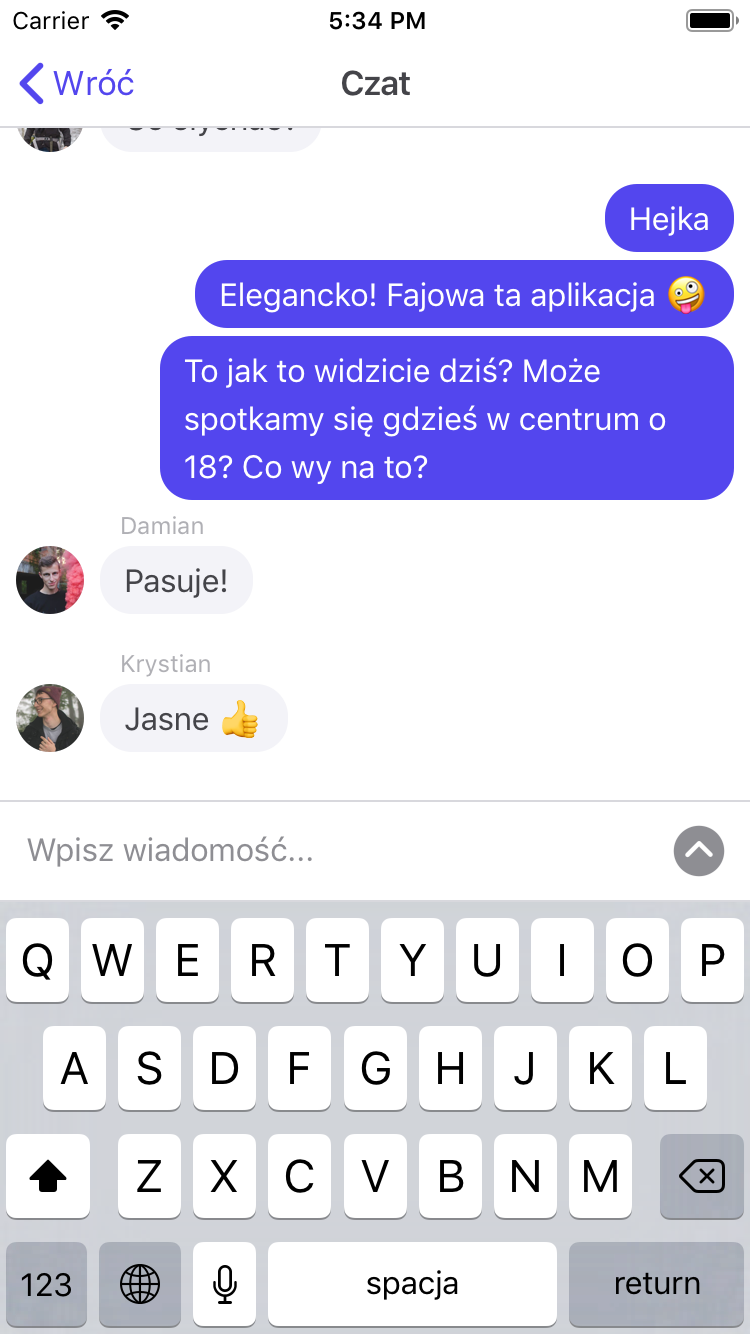 Carrier 5:34 PM
Wróć Czat
Hejka
Elegancko! Fajowa ta aplikacja 🤪
To jak to widzicie dziś? Może
spotkamy się gdzieś w centrum o
18? Co wy na to?
Damian
Pasuje!
Krystian
Jasne 👍
Wpisz wiadomość...
Q W E R T Y U I O P
A S D F G H J K L
Z X C V B N M
123 spacja return